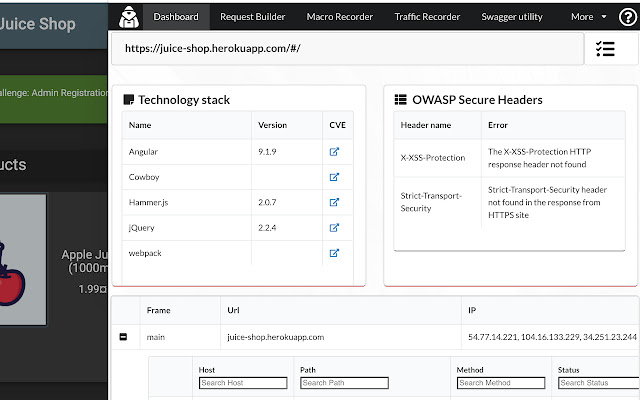 Juice Shop
Dashboard Request Builder Macro Recorder Traffic Recorder Swagger utility More
https://juice-shop.herokuapp.com/#/
allenge: Admin Registration
Technology stack
Name Version CVE
Angular 9.1.9
Cowboy
Hammer.js 2.0.7
jQuery 2.2.4
webpack
OWASP Secure Headers
Header name Error
X-XSS-Protection The X-XSS-Protection HTTP
response header not found
Strict-Transport-
Security
Strict-Transport-Security header
not found in the response from
HTTPS site
ucts
Apple Ju
(1000m
1.99¤
Frame Url IP
main juice-shop.herokuapp.com 54.77.14.221, 104.16.133.229, 34.251.23.244
Host Path Method Status
Search Host Search Path Search Method Search Status